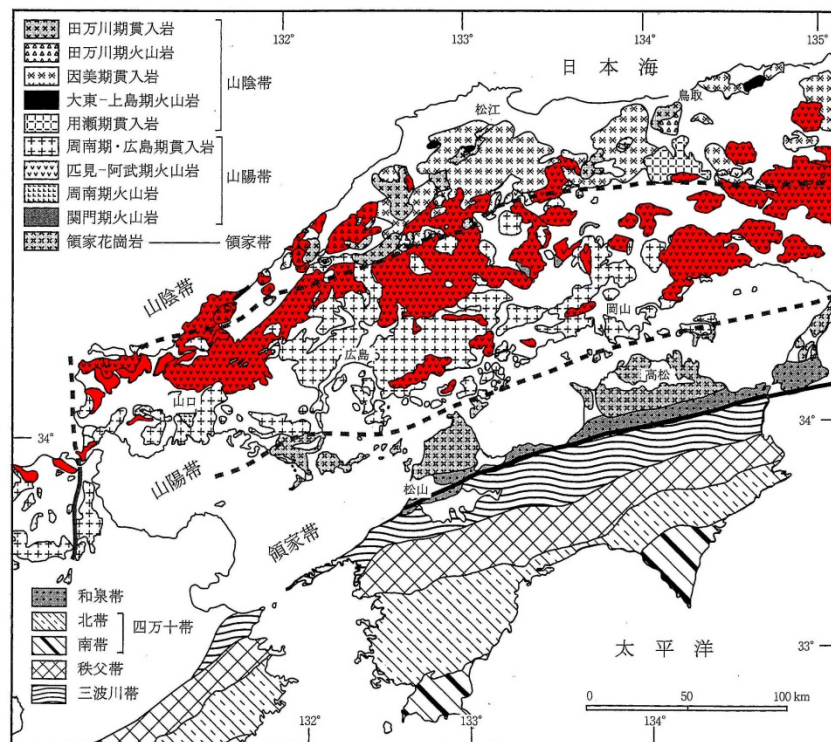 132°
133°
134°
135°
田万川期貫入岩
田万川期火山岩
因美期貫入岩
大東-上島期火山岩
用瀬期貫入岩
山陰帯
周南期・広島期貫入岩
匹見-阿武期火山岩
周南期火山岩
関門期火山岩
山陽帯
領家花崗岩
領家帯
日本海
鳥取
松江
山陰帯
岡山
広島
高松
山口
34°
34°
山陽帯
松山
領家帯
和泉帯
北帯
南帯
四万十帯
秩父帯
三波川帯
太平洋
33°
0 50 100 km
132°
133°
134°